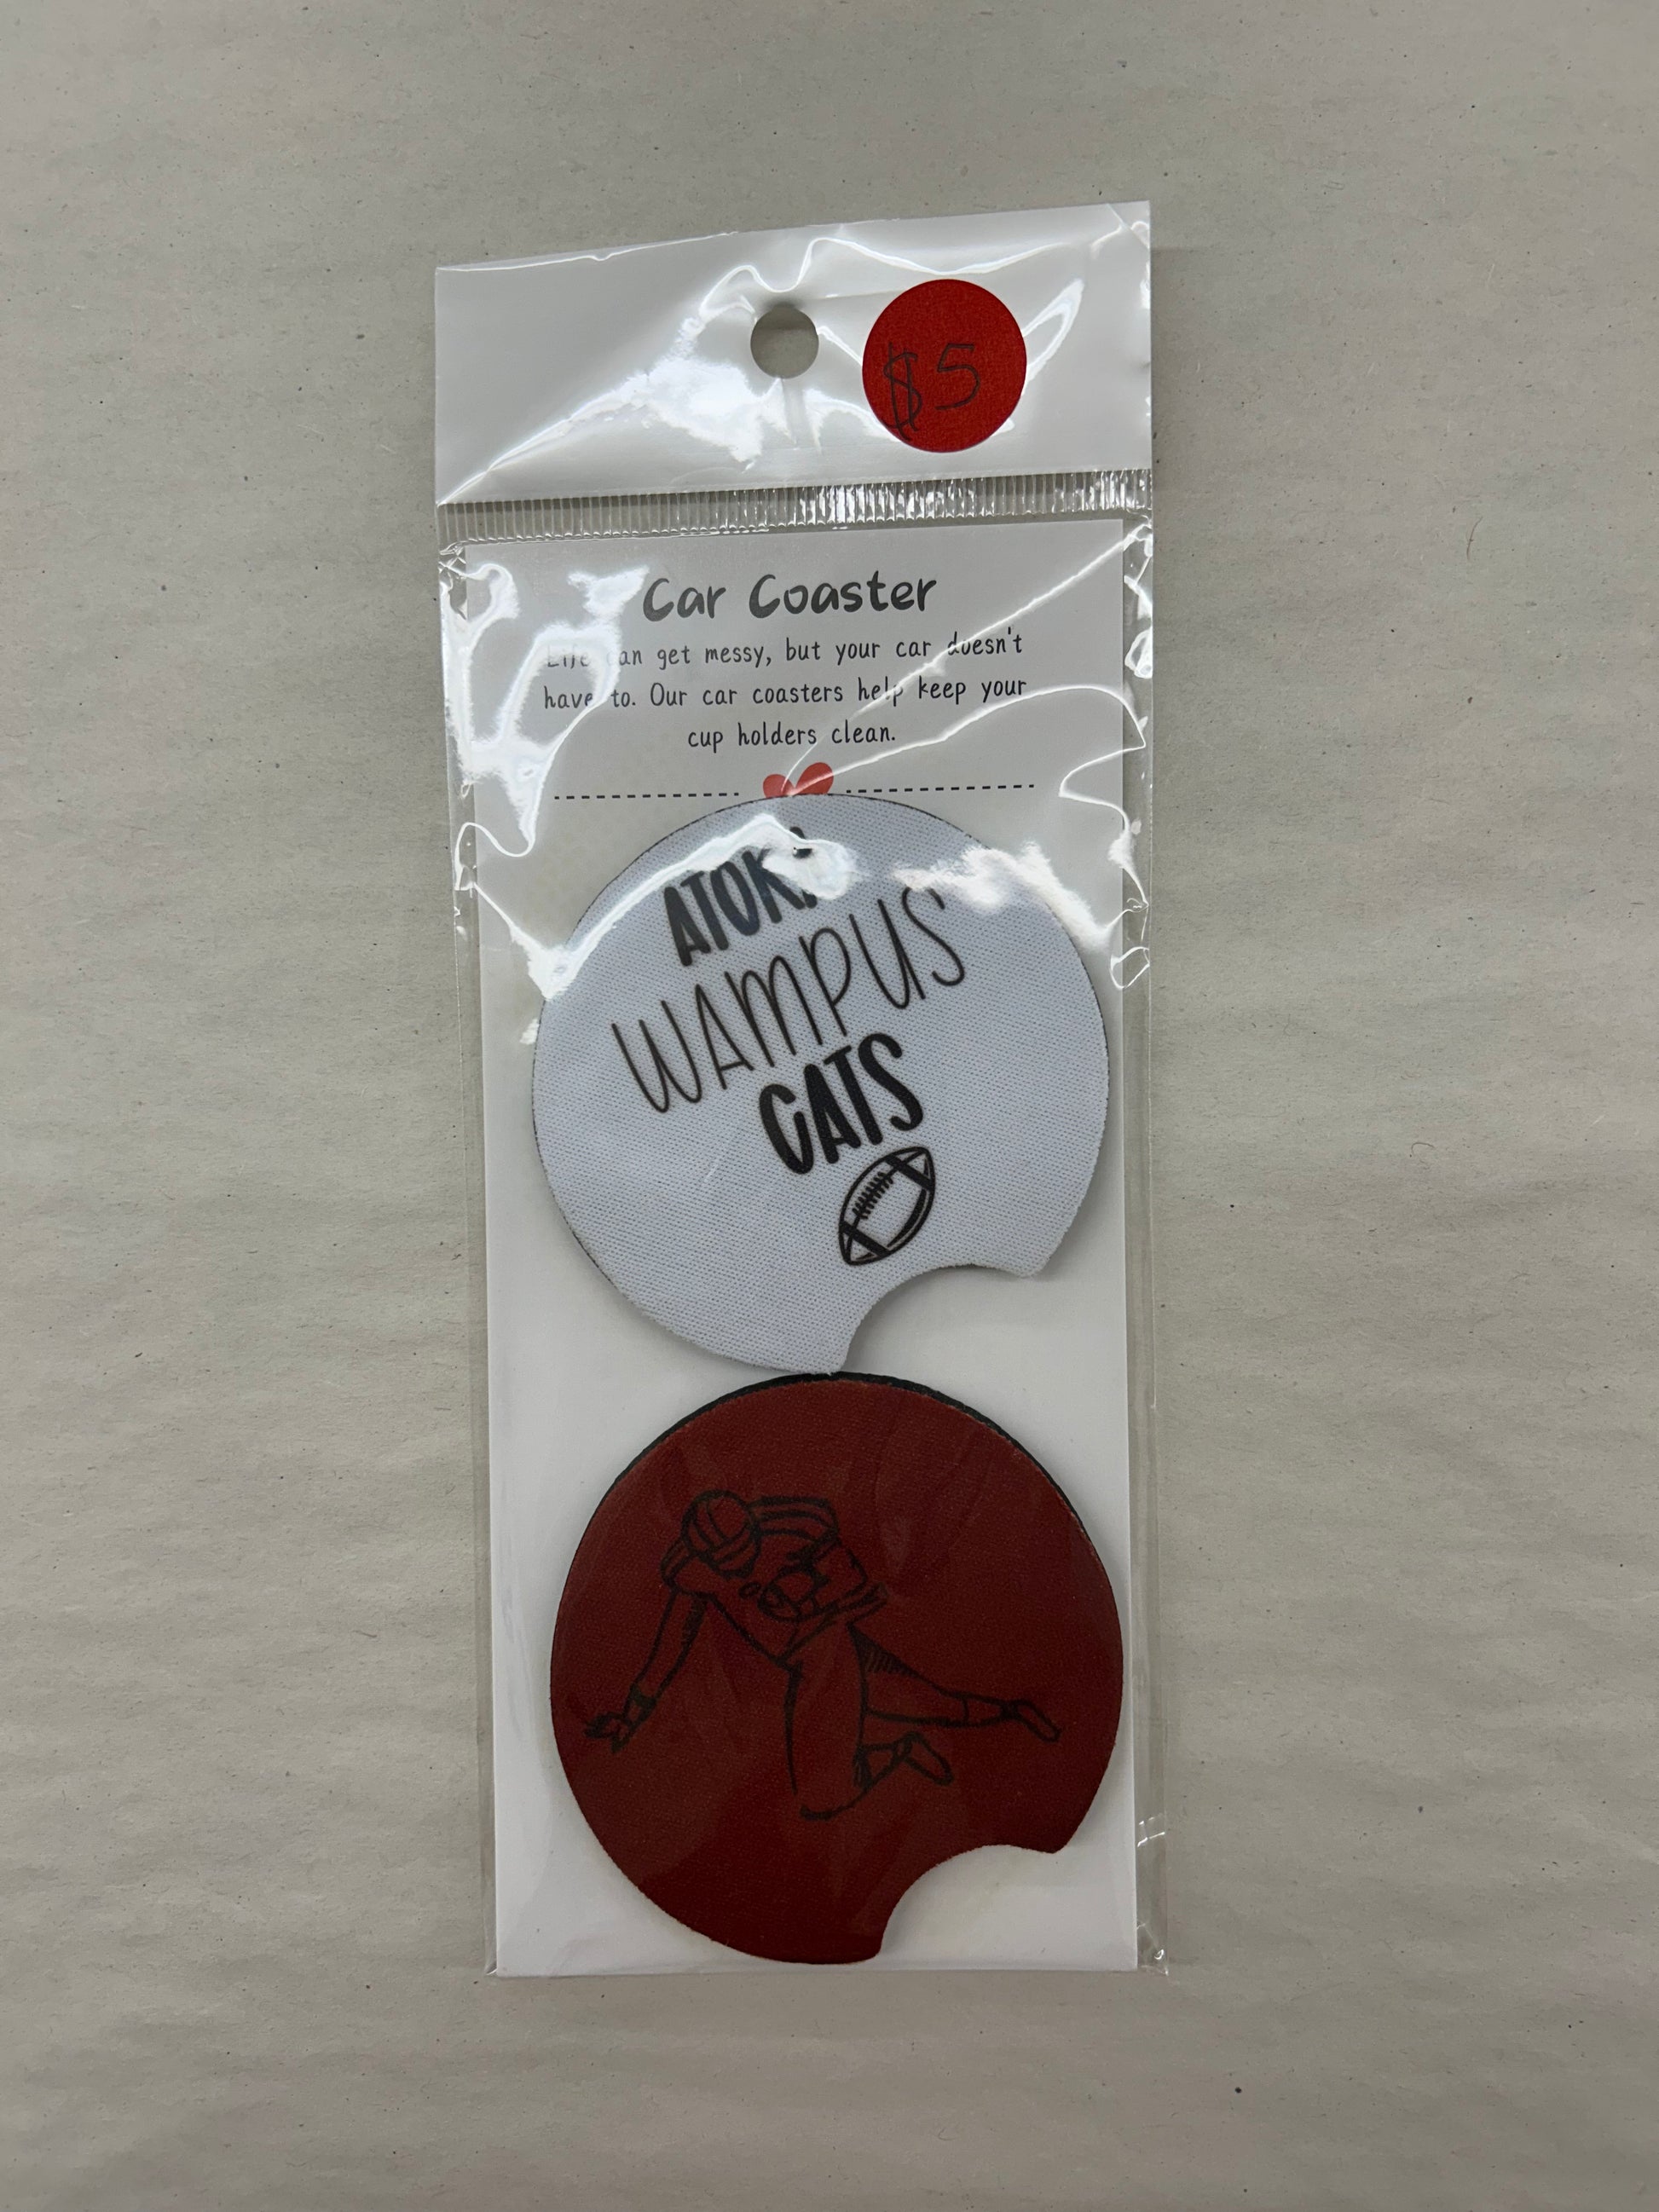 $5
Car Coaster
Life can get messy, but your car doesn't
have to. Our car coasters help keep your
cup holders clean.
WAMPUS
CATS